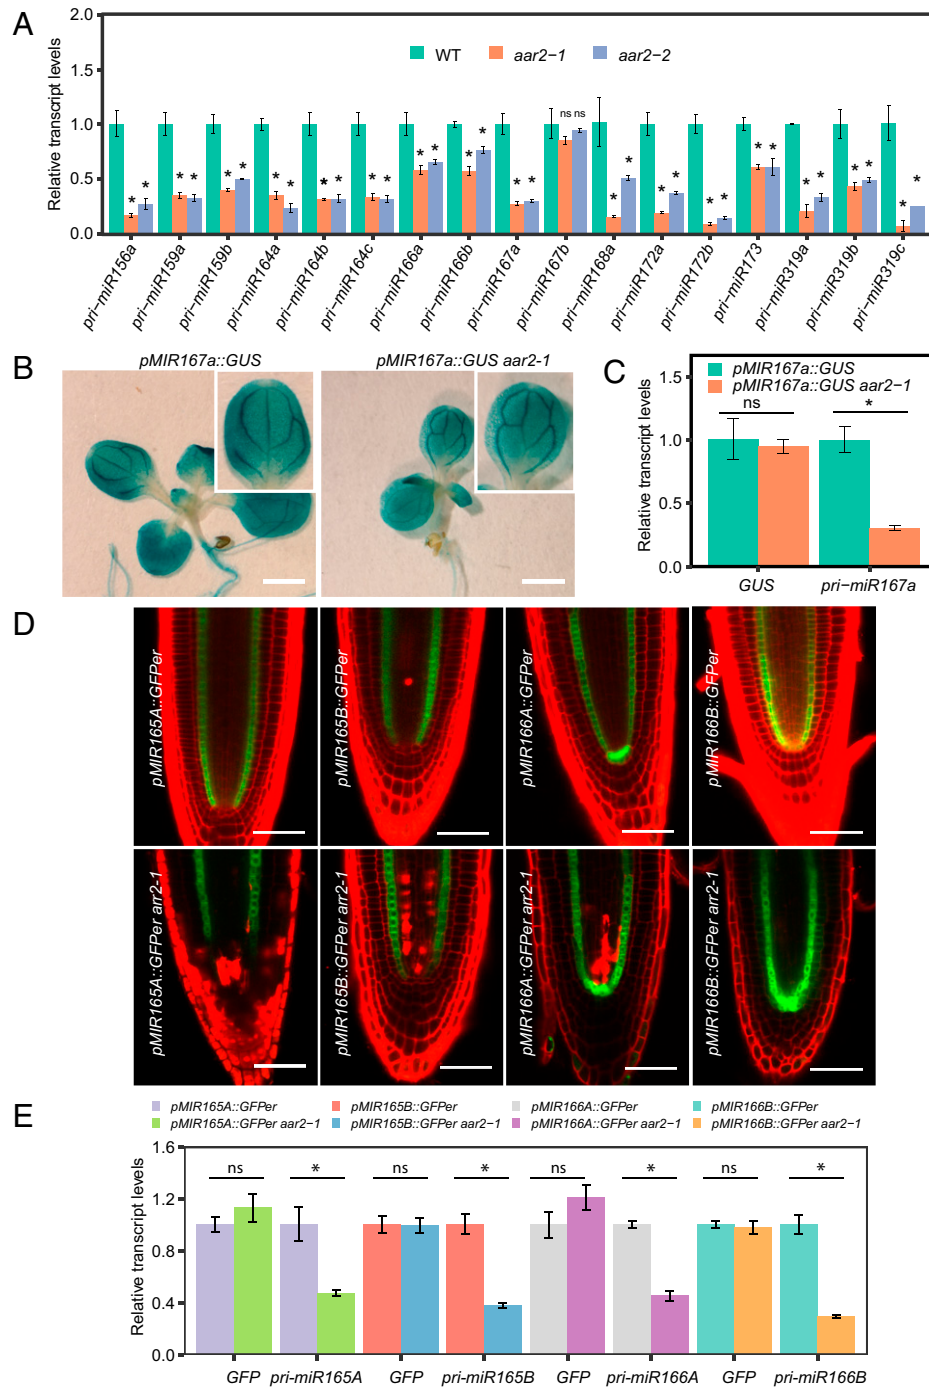 A
Relative transcript levels
2.0
1.5
1.0
0.5
0.0
WT
aar2−1
aar2−2
* * * * * * * * * * * * * * * * * * ns ns * * * * * * * * * * * * * *
pri−miR156a
pri−miR159a
pri−miR159b
pri−miR164a
pri−miR164b
pri−miR164c
pri−miR166a
pri−miR166b
pri−miR167a
pri−miR167b
pri−miR168a
pri−miR172a
pri−miR172b
pri−miR173
pri−miR319a
pri−miR319b
pri−miR319c
B
pMIR167a::GUS
pMIR167a::GUS aar2-1
C
Relative transcript levels
1.5
1.0
0.5
0.0
pMIR167a::GUS
pMIR167a::GUS aar2−1
ns *
GUS
pri−miR167a
D
pMIR165A::GFPer
pMIR165B::GFPer
pMIR166A::GFPer
pMIR166B::GFPer
pMIR165A::GFPer arr2-1
pMIR165B::GFPer arr2-1
pMIR166A::GFPer arr2-1
pMIR166B::GFPer arr2-1
E
pMIR165A::GFPer
pMIR165B::GFPer
pMIR166A::GFPer
pMIR166B::GFPer
pMIR165A::GFPer aar2−1
pMIR165B::GFPer aar2−1
pMIR166A::GFPer aar2−1
pMIR166B::GFPer aar2−1
Relative transcript levels
1.6
1.2
0.8
0.4
0.0
ns * ns * ns * ns *
GFP pri−miR165A GFP pri−miR165B GFP pri−miR166A GFP pri−miR166B